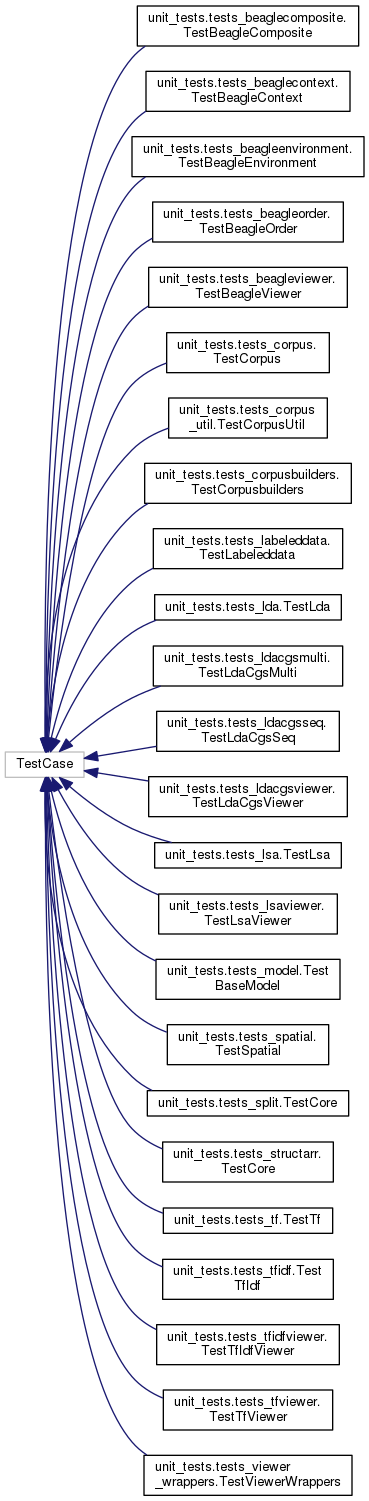 unit_tests.tests_beaglecomposite.
TestBeagleComposite
unit_tests.tests_beaglecontext.
TestBeagleContext
unit_tests.tests_beagleenvironment.
TestBeagleEnvironment
unit_tests.tests_beagleorder.
TestBeagleOrder
unit_tests.tests_beagleviewer.
TestBeagleViewer
unit_tests.tests_corpus.
TestCorpus
unit_tests.tests_corpus
_util.TestCorpusUtil
unit_tests.tests_corpusbuilders.
TestCorpusbuilders
unit_tests.tests_labeleddata.
TestLabeleddata
unit_tests.tests_lda.TestLda
unit_tests.tests_ldacgsmulti.
TestLdaCgsMulti
unit_tests.tests_ldacgsseq.
TestLdaCgsSeq
TestCase
unit_tests.tests_ldacgsviewer.
TestLdaCgsViewer
unit_tests.tests_lsa.TestLsa
unit_tests.tests_lsaviewer.
TestLsaViewer
unit_tests.tests_model.Test
BaseModel
unit_tests.tests_spatial.
TestSpatial
unit_tests.tests_split.TestCore
unit_tests.tests_structarr.
TestCore
unit_tests.tests_tf.TestTf
unit_tests.tests_tfidf.Test
TfIdf
unit_tests.tests_tfidfviewer.
TestTfIdfViewer
unit_tests.tests_tfviewer.
TestTfViewer
unit_tests.tests_viewer
_wrappers.TestViewerWrappers